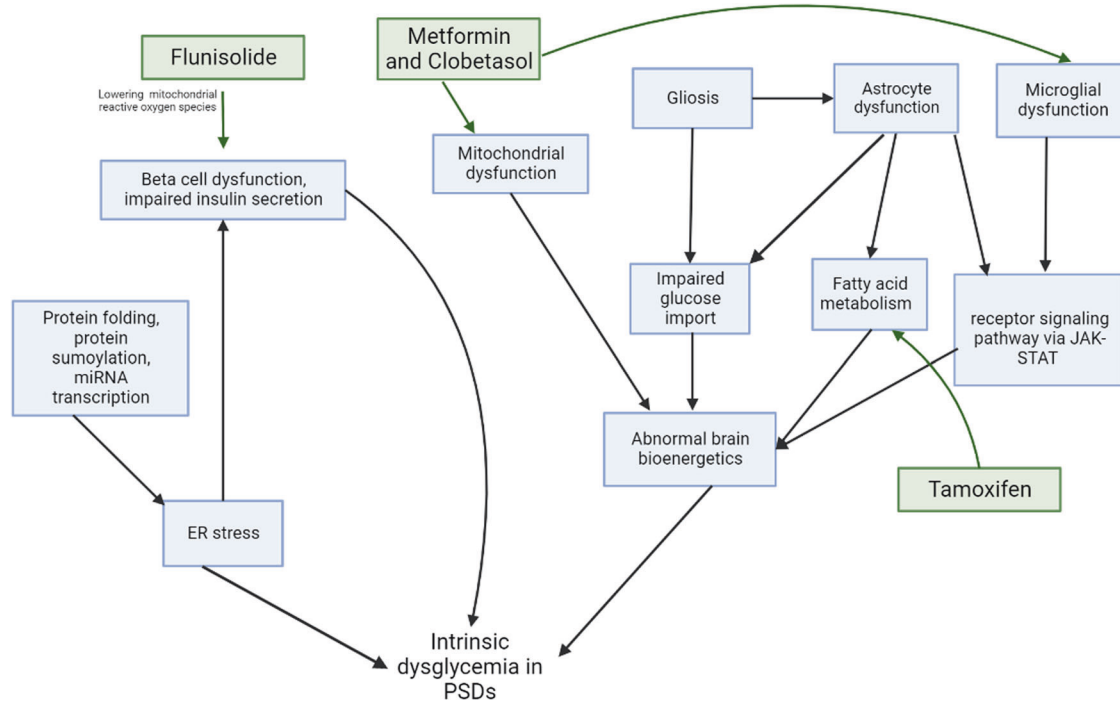 Flunisolide
Lowering mitochondrial
reactive oxygen species
Metformin
and Clobetasol
Gliosis
Astrocyte
dysfunction
Microglial
dysfunction
Beta cell dysfunction,
impaired insulin secretion
Mitochondrial
dysfunction
Impaired
glucose
import
Fatty acid
metabolism
receptor signaling
pathway via JAK-
STAT
Protein folding,
protein
sumoylation,
miRNA
transcription
Abnormal brain
bioenergetics
Tamoxifen
ER stress
Intrinsic
dysglycemia in
PSDs